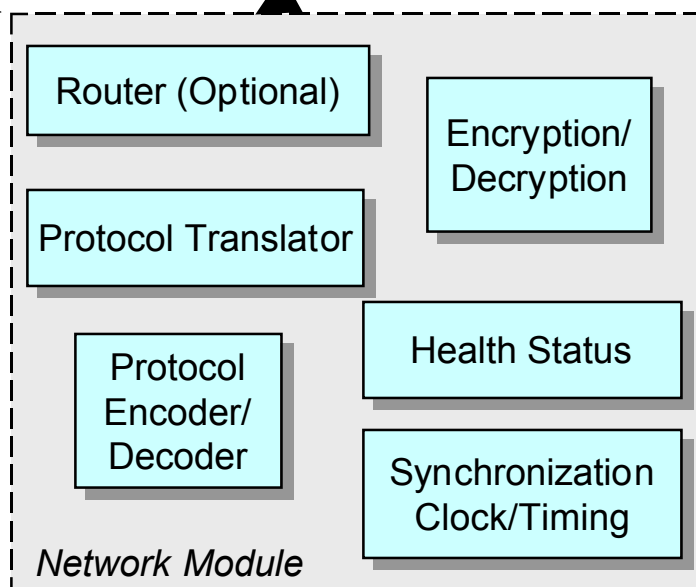 Router (Optional)
Encryption/
Decryption
Protocol Translator
Health Status
Protocol
Encoder/
Decoder
Synchronization
Clock/Timing
Network Module